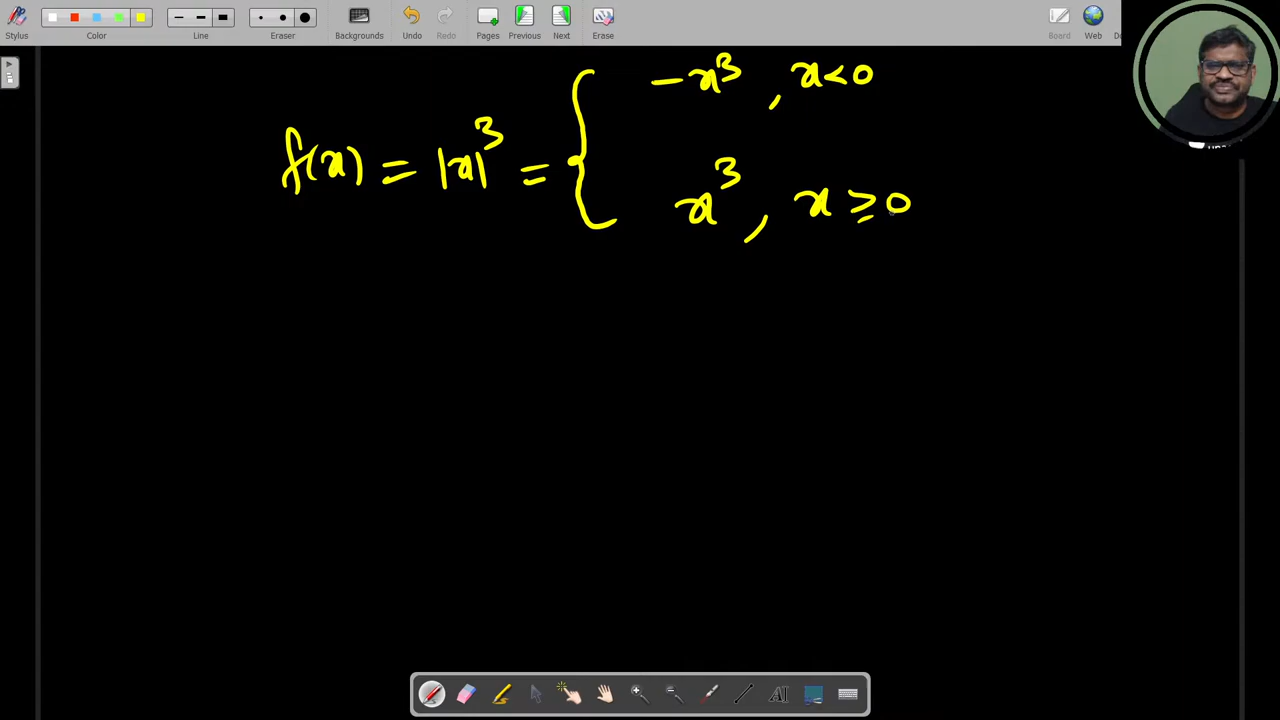 Stylus Color Line Eraser Backgrounds Undo Redo Pages Previous Next Erase Board Web
-x³ , x<0
f(x) = |x|³ =
x³ , x ≥ 0